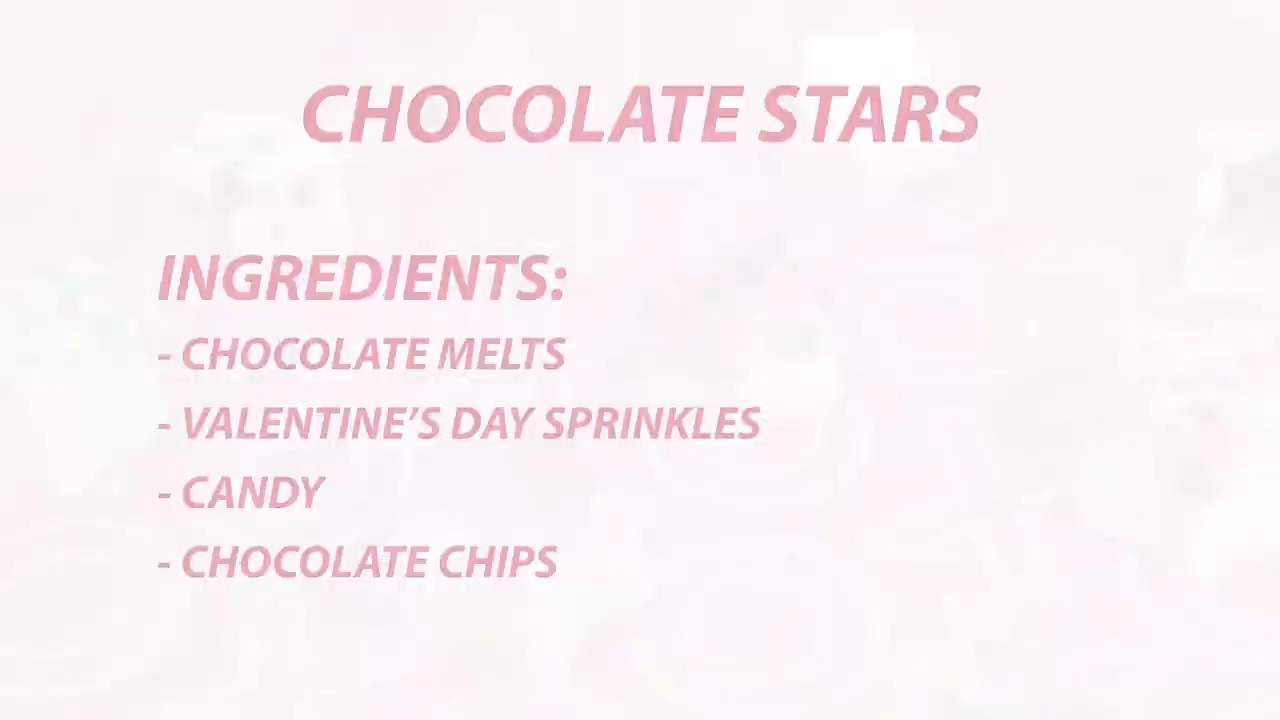 CHOCOLATE STARS
INGREDIENTS:
- CHOCOLATE MELTS
- VALENTINE’S DAY SPRINKLES
- CANDY
- CHOCOLATE CHIPS